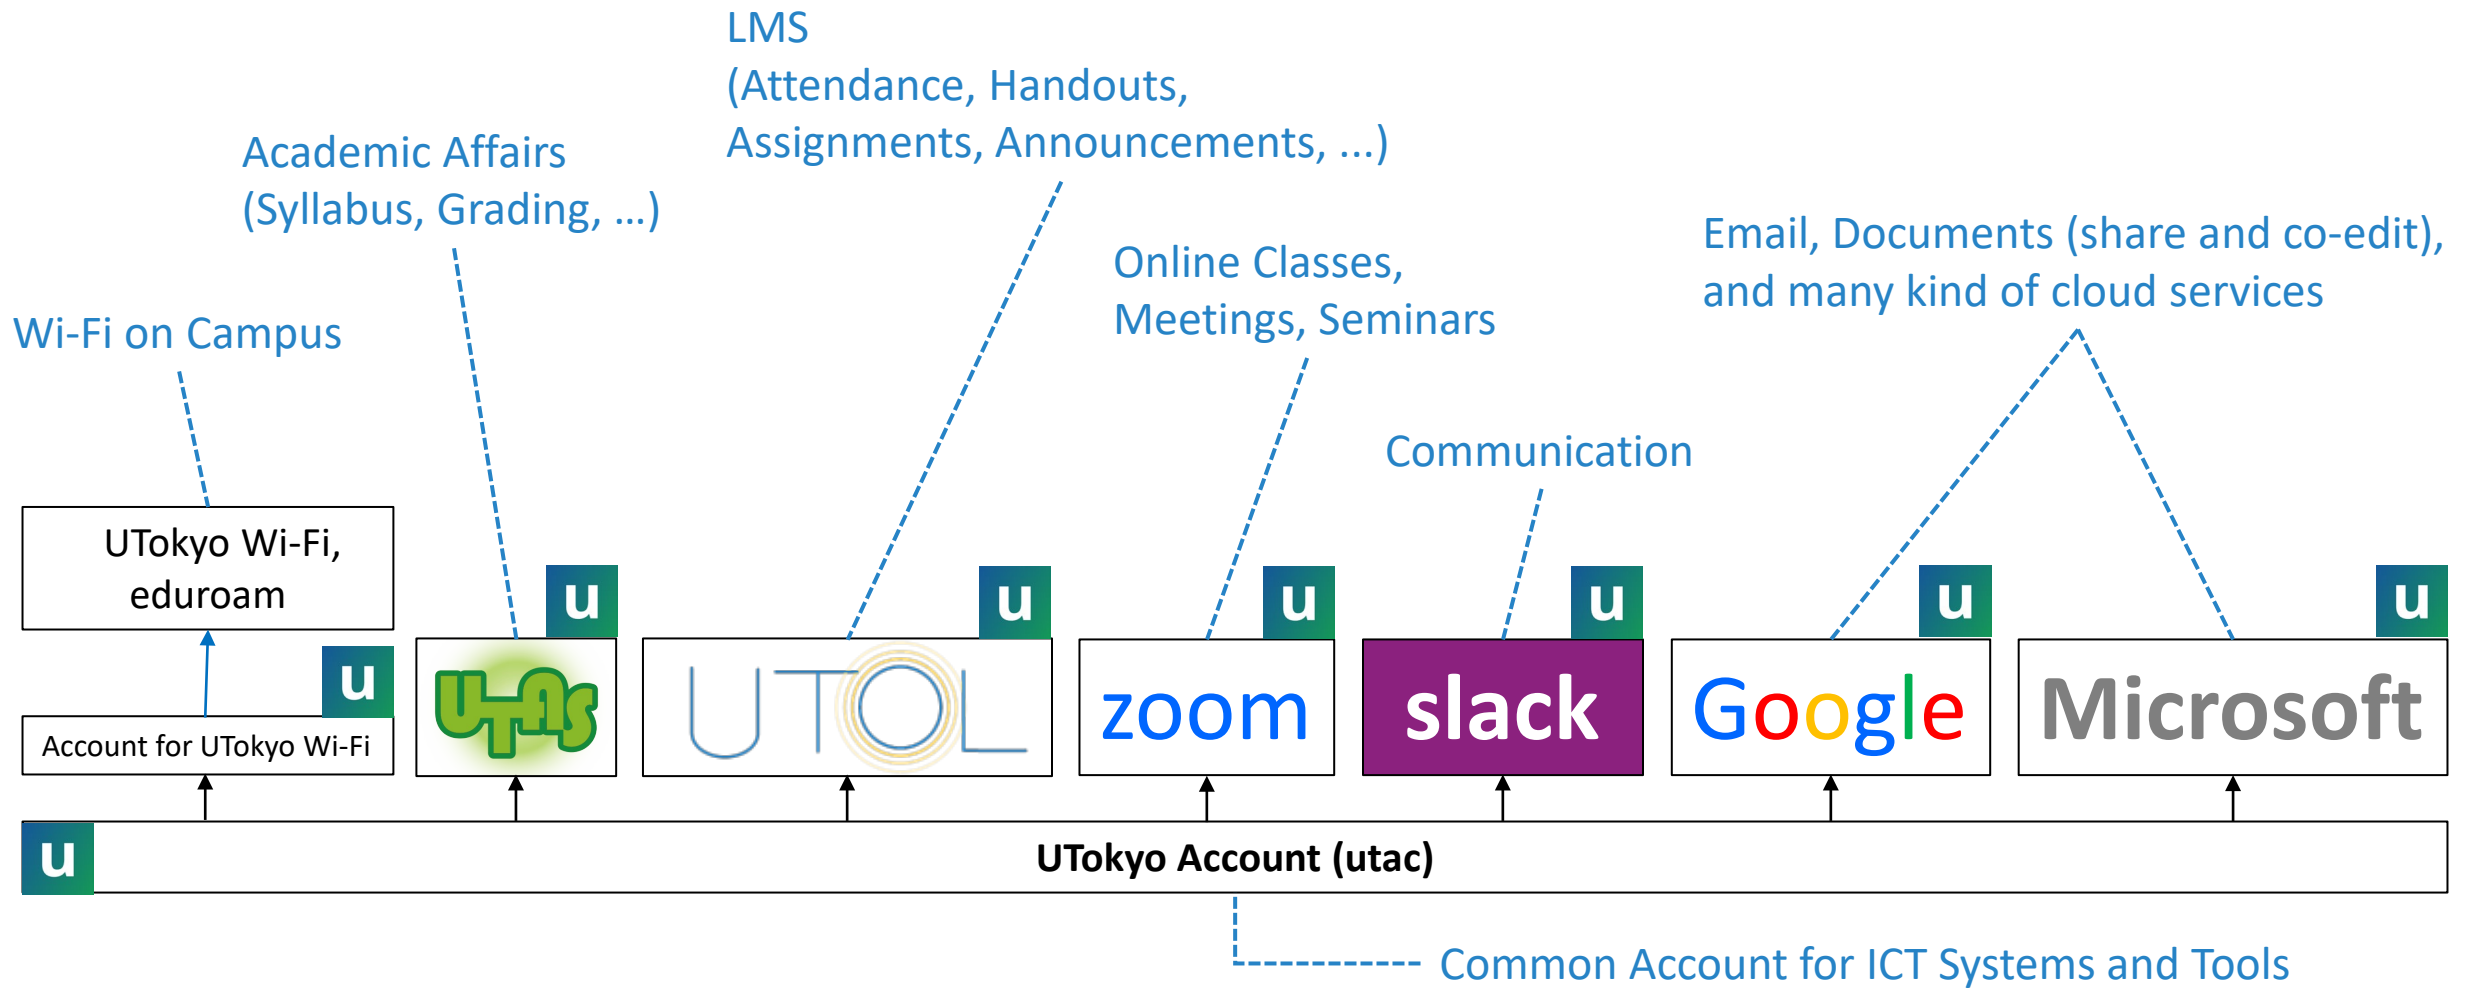 LMS
(Attendance, Handouts,
Assignments, Announcements, ...)
Academic Affairs
(Syllabus, Grading, …)
Email, Documents (share and co-edit),
and many kind of cloud services
Online Classes,
Meetings, Seminars
Wi-Fi on Campus
Communication
UTokyo Wi-Fi,
eduroam
u
u
u
u
u
u
u
Account for UTokyo Wi-Fi
UTAS
UTOL
zoom
slack
Google
Microsoft
u
UTokyo Account (utac)
Common Account for ICT Systems and Tools